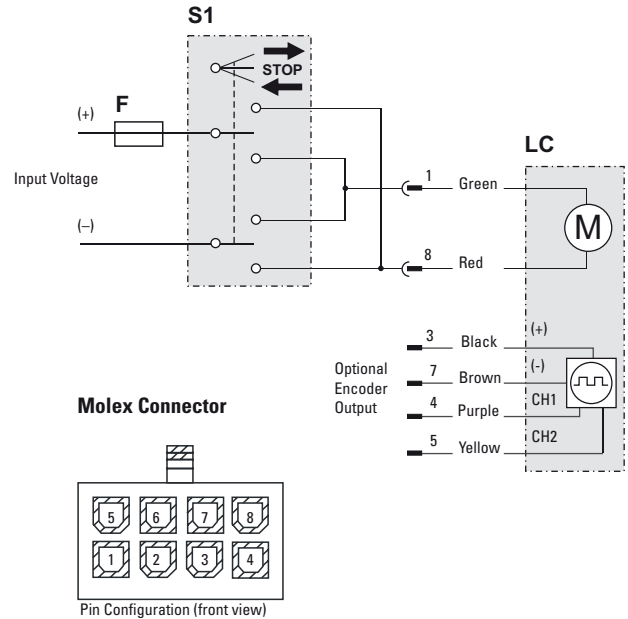 S1
STOP
F
(+)
Input Voltage
(–)
LC
1 Green
M
8 Red
3 Black (+)
7 Brown (-)
4 Purple CH1
5 Yellow CH2
Optional
Encoder
Output
Molex Connector
5 6 7 8
1 2 3 4
Pin Configuration (front view)